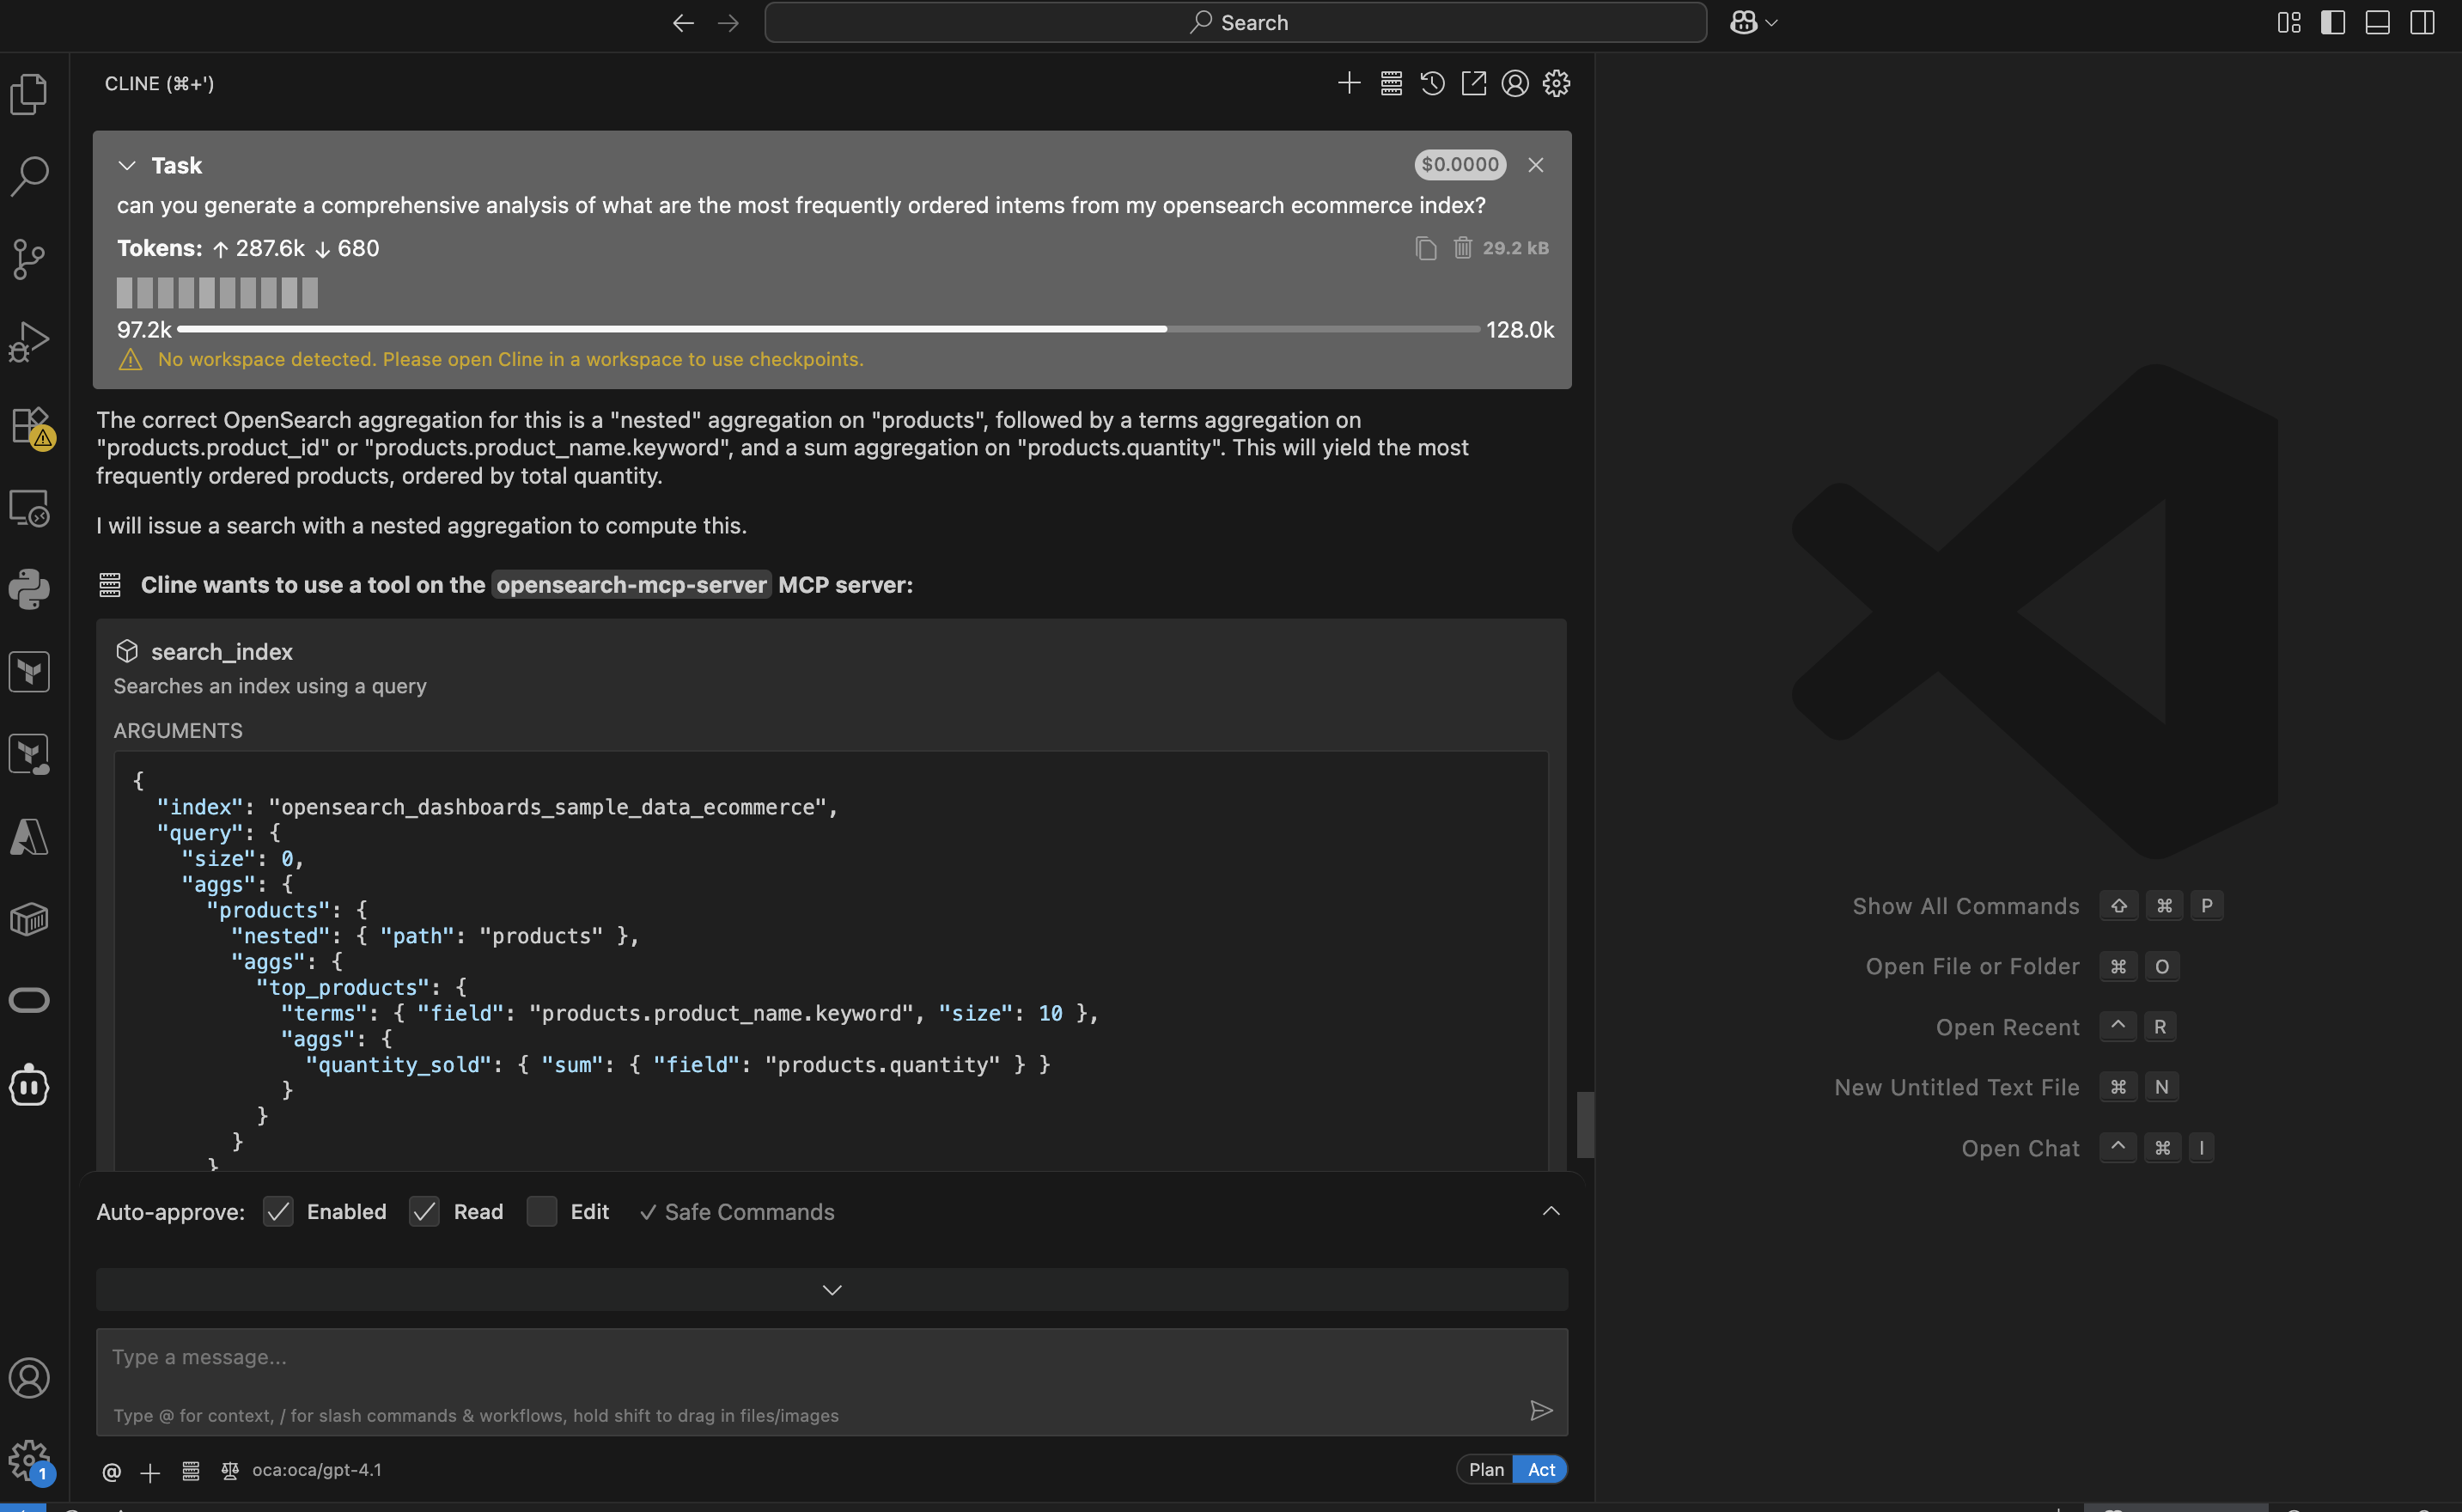 Search
CLINE (⌘+')
Task
$0.0000
can you generate a comprehensive analysis of what are the most frequently ordered intems from my opensearch ecommerce index?
Tokens: ↑ 287.6k ↓ 680
29.2 kB
97.2k
128.0k
No workspace detected. Please open Cline in a workspace to use checkpoints.
The correct OpenSearch aggregation for this is a "nested" aggregation on "products", followed by a terms aggregation on
"products.product_id" or "products.product_name.keyword", and a sum aggregation on "products.quantity". This will yield the most
frequently ordered products, ordered by total quantity.
I will issue a search with a nested aggregation to compute this.
Cline wants to use a tool on the opensearch-mcp-server MCP server:
search_index
Searches an index using a query
ARGUMENTS
{
"index": "opensearch_dashboards_sample_data_ecommerce",
"query": {
"size": 0,
"aggs": {
"products": {
"nested": { "path": "products" },
"aggs": {
"top_products": {
"terms": { "field": "products.product_name.keyword", "size": 10 },
"aggs": {
"quantity_sold": { "sum": { "field": "products.quantity" } }
}
}
}
}
Auto-approve: Enabled Read Edit ✓ Safe Commands
Type a message...
Type @ for context, / for slash commands & workflows, hold shift to drag in files/images
@ oca:oca/gpt-4.1
Plan Act
Show All Commands ⇧ ⌘ P
Open File or Folder ⌘ O
Open Recent ^ R
New Untitled Text File ⌘ N
Open Chat ^ ⌘ I
1